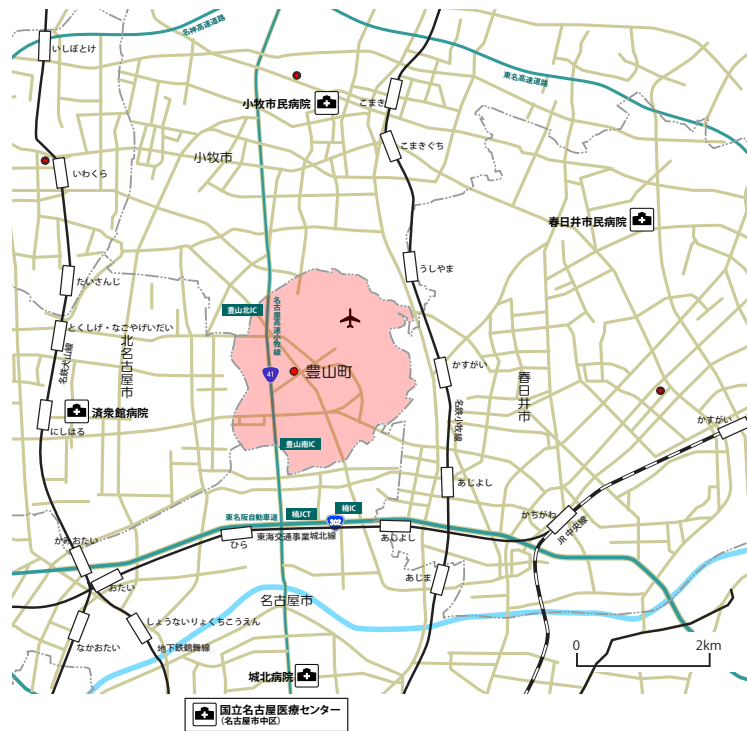 名神高速道路
いしぼとけ
東名高速道路
小牧市民病院
こまき
こまきぐち
小牧市
いわくら
春日井市民病院
うしやま
たいさんじ
豊山北IC
名古屋高速小牧線
とくしげ・なごやげいだい
名鉄犬山線
北名古屋市
41
豊山町
かすがい
春日井市
済衆館病院
名鉄小牧線
かすがい
にしはる
豊山南IC
あじよし
東名阪自動車道
楠JCT
楠IC
302
かちがわ
JR中央線
ひら
東海交通事業城北線
あじよし
かみおたい
おたい
あじま
名古屋市
しょうないりょくちこうえん
なかおたい
地下鉄鶴舞線
0 2km
城北病院
国立名古屋医療センター
(名古屋市中区)